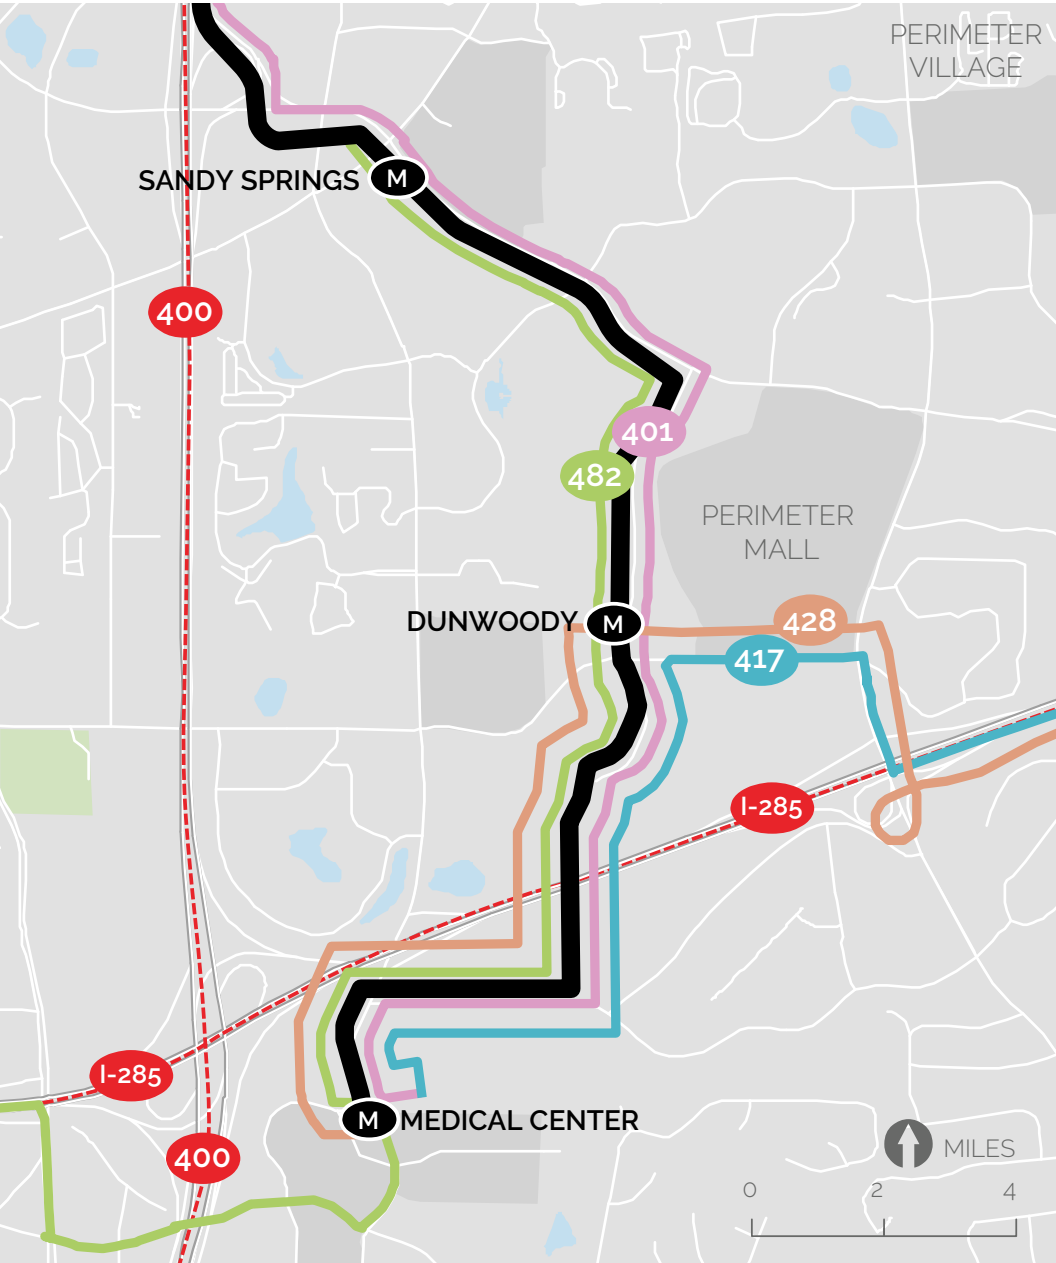 PERIMETER
VILLAGE
SANDY SPRINGS
M
400
401
482
PERIMETER
MALL
DUNWOODY
M
428
417
I-285
I-285
M
MEDICAL CENTER
400
MILES
0 2 4